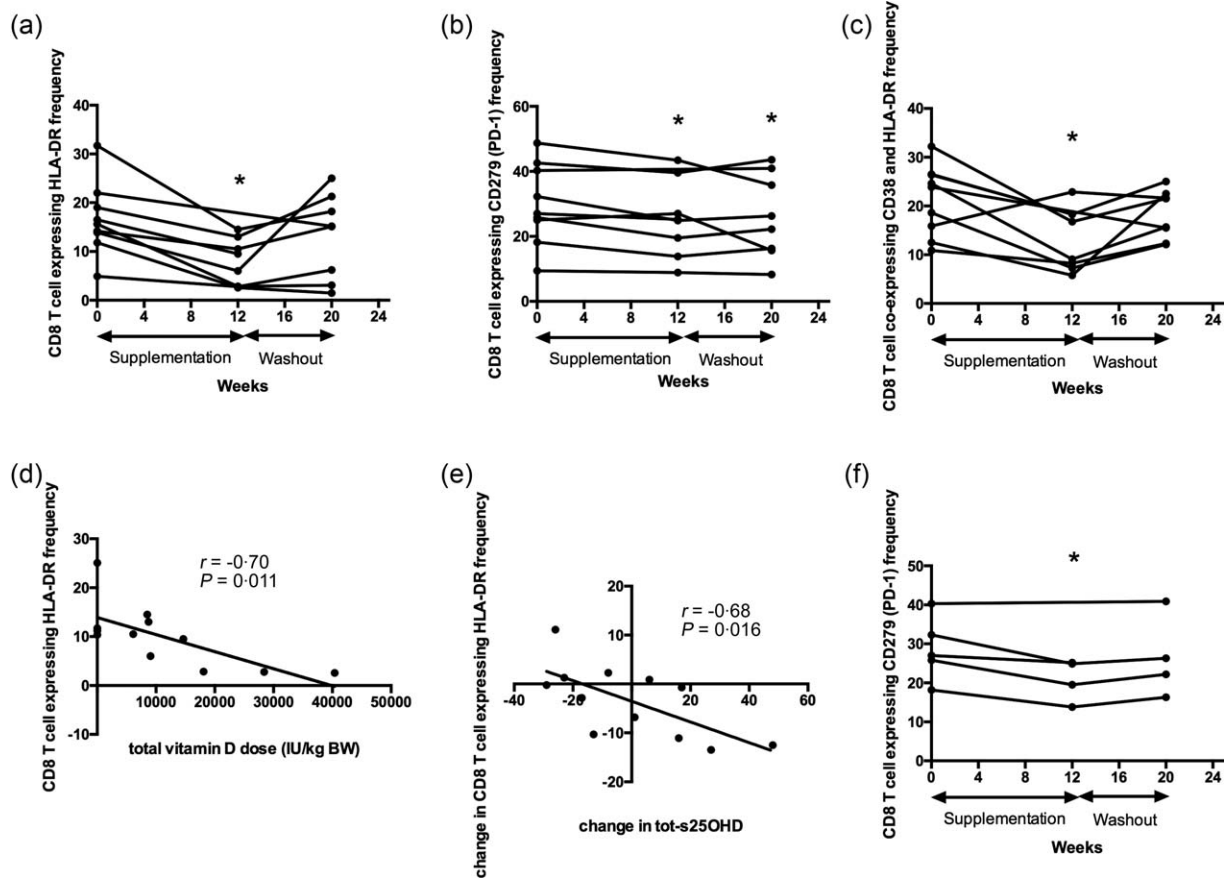 (a)
CD8 T cell expressing HLA-DR frequency
40
30
20
10
0
0 4 8 12 16 20 24
*
Supplementation Washout
Weeks
(b)
CD8 T cell expressing CD279 (PD-1) frequency
60
40
20
0
0 4 8 12 16 20 24
* *
Supplementation Washout
Weeks
(c)
CD8 T cell co-expressing CD38 and HLA-DR frequency
40
30
20
10
0
0 4 8 12 16 20 24
*
Supplementation Washout
Weeks
(d)
CD8 T cell expressing HLA-DR frequency
30
20
10
0
-10
10000 20000 30000 40000 50000
r = -0·70
P = 0·011
total vitamin D dose (IU/kg BW)
(e)
change in CD8 T cell expressing HLA-DR frequency
20
10
-10
-20
-40 -20 20 40 60
r = -0·68
P = 0·016
change in tot-s25OHD
(f)
CD8 T cell expressing CD279 (PD-1) frequency
50
40
30
20
10
0
0 4 8 12 16 20 24
*
Supplementation Washout
Weeks